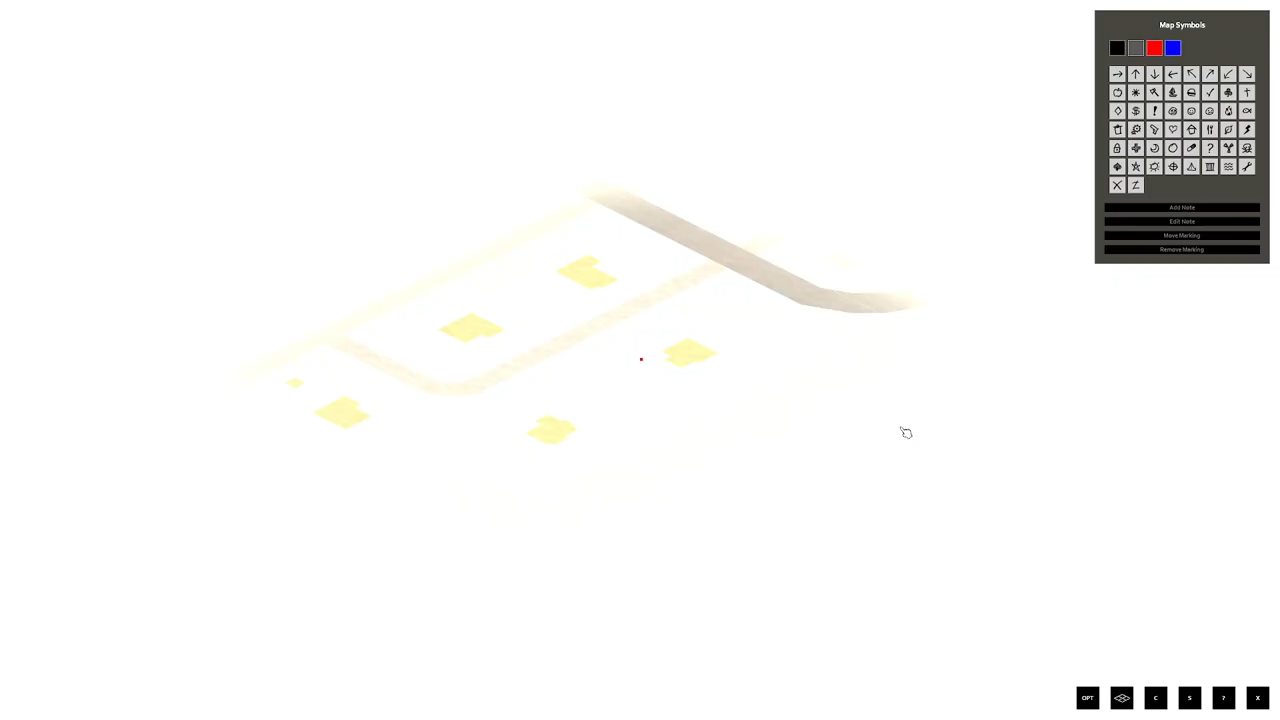 Map Symbols
Add Note
Edit Note
Move Marking
Remove Marking
OPT C S ? X